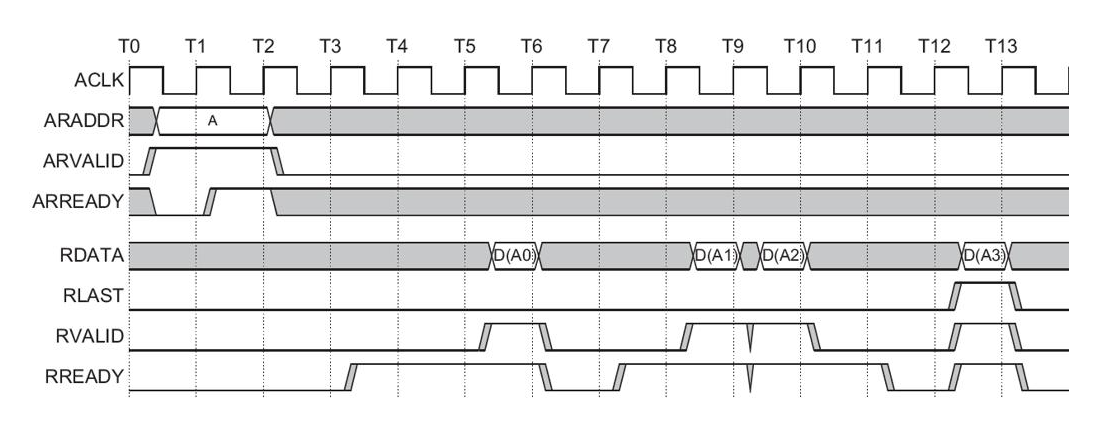 T0 T1 T2 T3 T4 T5 T6 T7 T8 T9 T10 T11 T12 T13
ACLK
ARADDR A
ARVALID
ARREADY
RDATA D(A0) D(A1) D(A2) D(A3)
RLAST
RVALID
RREADY